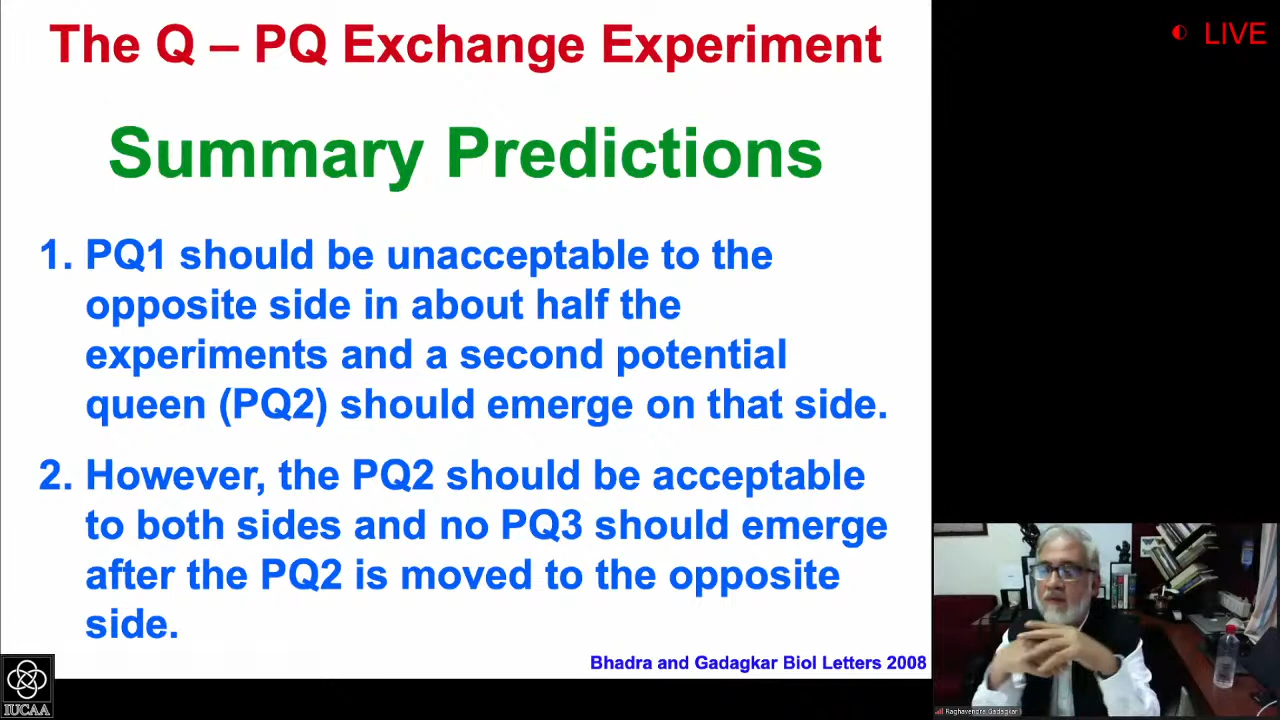 The Q – PQ Exchange Experiment
LIVE
Summary Predictions
1. PQ1 should be unacceptable to the
opposite side in about half the
experiments and a second potential
queen (PQ2) should emerge on that side.
2. However, the PQ2 should be acceptable
to both sides and no PQ3 should emerge
after the PQ2 is moved to the opposite
side.
Bhadra and Gadagkar Biol Letters 2008
IUCAA
Raghavendra Gadagkar